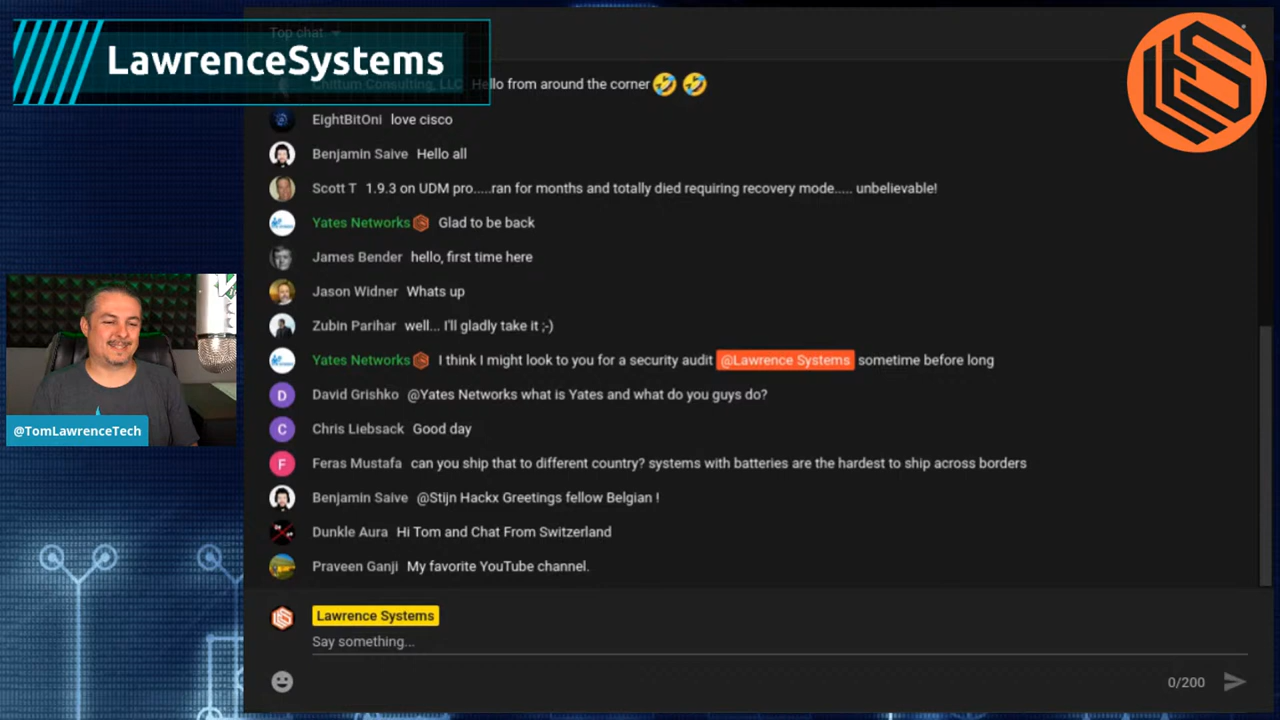 LawrenceSystems
Top chat
Chittum Consulting, LLC Hello from around the corner
EightBitOni love cisco
Benjamin Saive Hello all
Scott T 1.9.3 on UDM pro.....ran for months and totally died requiring recovery mode..... unbelievable!
Yates Networks Glad to be back
James Bender hello, first time here
Jason Widner Whats up
Zubin Parihar well... I'll gladly take it ;-)
Yates Networks I think I might look to you for a security audit @Lawrence Systems sometime before long
David Grishko @Yates Networks what is Yates and what do you guys do?
Chris Liebsack Good day
Feras Mustafa can you ship that to different country? systems with batteries are the hardest to ship across borders
Benjamin Saive @Stijn Hackx Greetings fellow Belgian !
Dunkle Aura Hi Tom and Chat From Switzerland
Praveen Ganji My favorite YouTube channel.
Lawrence Systems
Say something...
0/200
@TomLawrenceTech